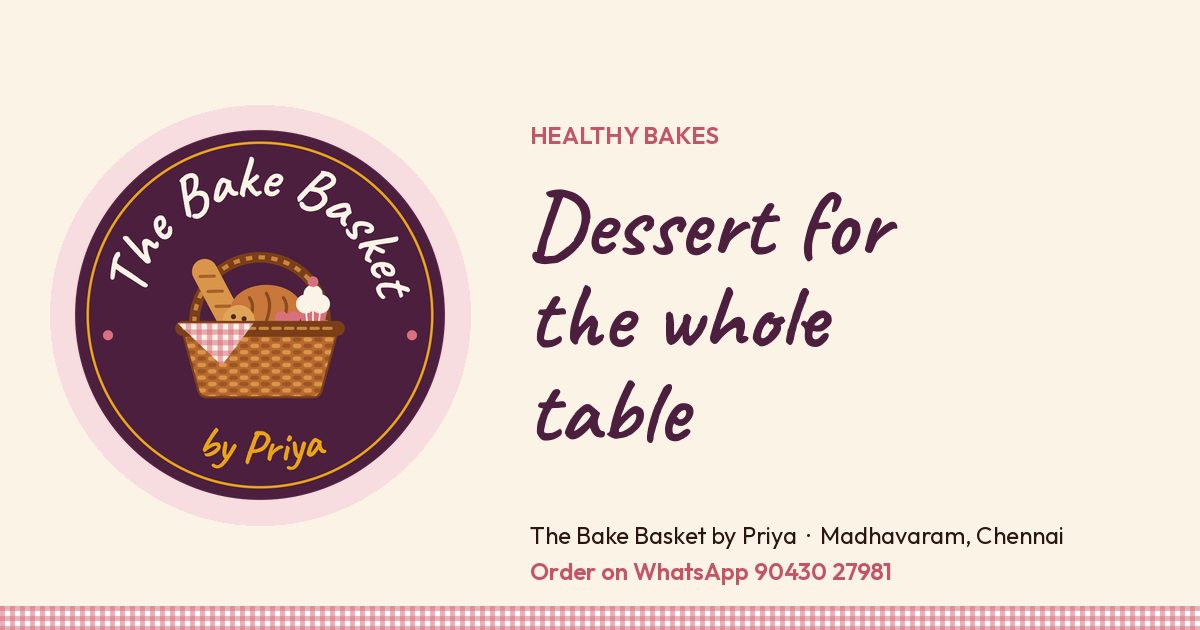 The Bake Basket
by Priya
HEALTHY BAKES
Dessert for
the whole
table
The Bake Basket by Priya · Madhavaram, Chennai
Order on WhatsApp 90430 27981